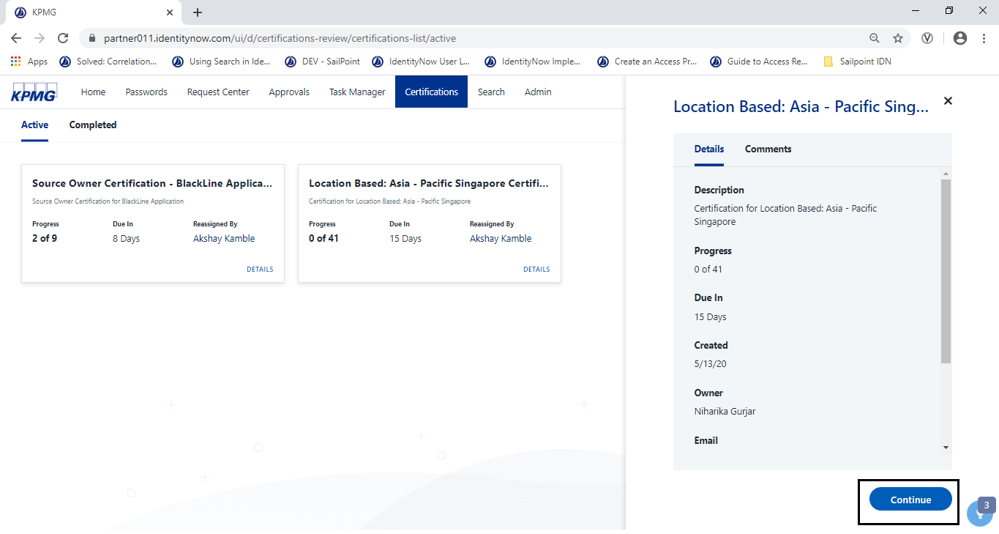 KPMG
partner011.identitynow.com/ui/d/certifications-review/certifications-list/active
Apps
Solved: Correlation...
Using Search in Ide...
DEV - SailPoint
IdentityNow User L...
IdentityNow Imple...
Create an Access Pr...
Guide to Access Re...
Sailpoint IDN
KPMG
Home
Passwords
Request Center
Approvals
Task Manager
Certifications
Search
Admin
Active
Completed
Source Owner Certification - BlackLine Applica...
Source Owner Certification for BlackLine Application
Progress
Due In
Reassigned By
2 of 9
8 Days
Akshay Kamble
DETAILS
Location Based: Asia - Pacific Singapore Certifi...
Certification for Location Based: Asia - Pacific Singapore
Progress
Due In
Reassigned By
0 of 41
15 Days
Akshay Kamble
DETAILS
Location Based: Asia - Pacific Sing...
Details
Comments
Description
Certification for Location Based: Asia - Pacific
Singapore
Progress
0 of 41
Due In
15 Days
Created
5/13/20
Owner
Niharika Gurjar
Email
Continue
3